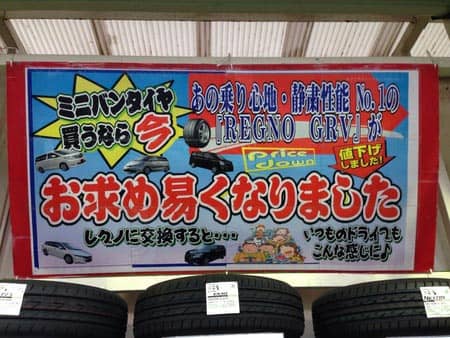 ミニバンタイヤ
買うなら今
あの乗り心地・静粛性能No.1の
『REGNO GRV』が
Price down
値下げ
しました!
お求め易くなりました
レグノに交換すると・・・
いつものドライブも
こんな感じに♪